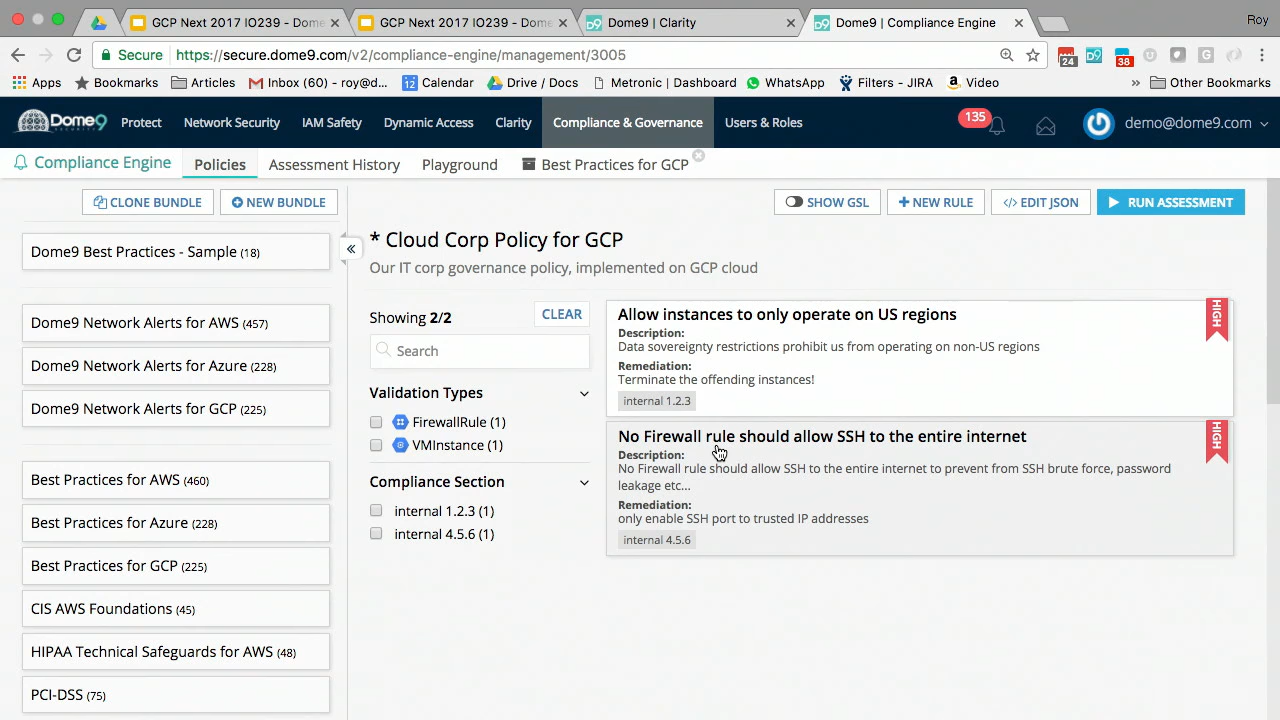 GCP Next 2017 IO239 - Dome
GCP Next 2017 IO239 - Dome
D9 Dome9 | Clarity
D9 Dome9 | Compliance Engine
Roy
Secure https://secure.dome9.com/v2/compliance-engine/management/3005
24 D9 38 G
Apps Bookmarks Articles Inbox (60) - roy@d... 12 Calendar Drive / Docs Metronic | Dashboard WhatsApp Filters - JIRA a Video » Other Bookmarks
Dome9 SECURITY Protect Network Security IAM Safety Dynamic Access Clarity Compliance & Governance Users & Roles 135 demo@dome9.com
Compliance Engine Policies Assessment History Playground Best Practices for GCP
CLONE BUNDLE NEW BUNDLE
SHOW GSL NEW RULE </> EDIT JSON RUN ASSESSMENT
Dome9 Best Practices - Sample (18)
Dome9 Network Alerts for AWS (457)
Dome9 Network Alerts for Azure (228)
Dome9 Network Alerts for GCP (225)
Best Practices for AWS (460)
Best Practices for Azure (228)
Best Practices for GCP (225)
CIS AWS Foundations (45)
HIPAA Technical Safeguards for AWS (48)
PCI-DSS (75)
«
* Cloud Corp Policy for GCP
Our IT corp governance policy, implemented on GCP cloud
Showing 2/2 CLEAR
Search
Validation Types
FirewallRule (1)
VMInstance (1)
Compliance Section
internal 1.2.3 (1)
internal 4.5.6 (1)
Allow instances to only operate on US regions
HIGH
Description:
Data sovereignty restrictions prohibit us from operating on non-US regions
Remediation:
Terminate the offending instances!
internal 1.2.3
No Firewall rule should allow SSH to the entire internet
HIGH
Description:
No Firewall rule should allow SSH to the entire internet to prevent from SSH brute force, password
leakage etc...
Remediation:
only enable SSH port to trusted IP addresses
internal 4.5.6